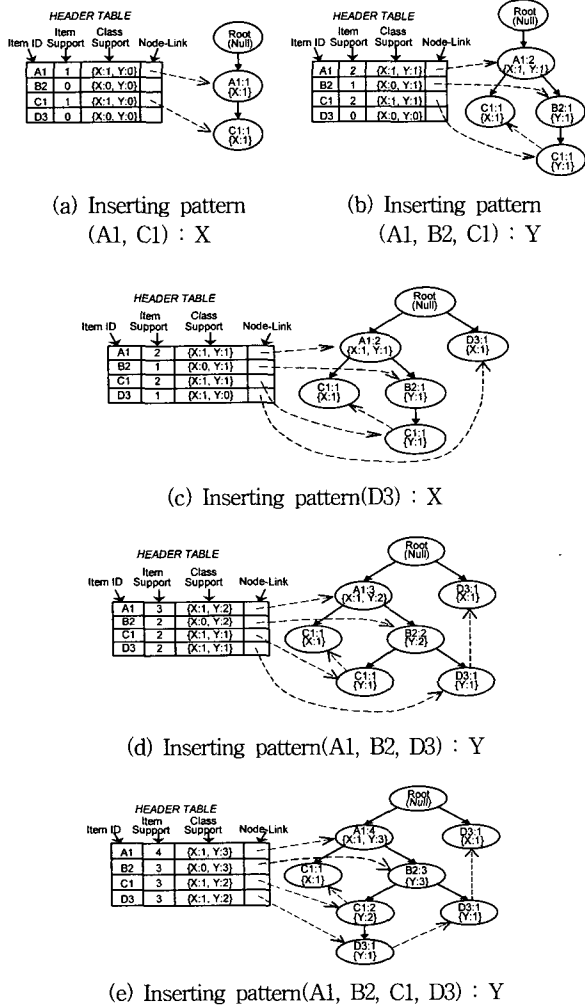 HEADER TABLE
Item ID Item Support Class Support Node-Link
A1 1 {X:1, Y:0}
B2 0 {X:0, Y:0}
C1 1 {X:1, Y:0}
D3 0 {X:0, Y:0}
Root (Null)
A1:1 {X:1}
C1:1 {X:1}
(a) Inserting pattern
(A1, C1) : X
HEADER TABLE
Item ID Item Support Class Support Node-Link
A1 2 {X:1, Y:1}
B2 1 {X:0, Y:1}
C1 2 {X:1, Y:1}
D3 0 {X:0, Y:0}
Root (Null)
A1:2 {X:1, Y:1}
C1:1 {X:1}
B2:1 {Y:1}
C1:1 {Y:1}
(b) Inserting pattern
(A1, B2, C1) : Y
HEADER TABLE
Item ID Item Support Class Support Node-Link
A1 2 {X:1, Y:1}
B2 1 {X:0, Y:1}
C1 2 {X:1, Y:1}
D3 1 {X:1, Y:0}
Root (Null)
A1:2 {X:1, Y:1}
D3:1 {X:1}
C1:1 {X:1}
B2:1 {Y:1}
C1:1 {Y:1}
(c) Inserting pattern(D3) : X
HEADER TABLE
Item ID Item Support Class Support Node-Link
A1 3 {X:1, Y:2}
B2 2 {X:0, Y:2}
C1 2 {X:1, Y:1}
D3 2 {X:1, Y:1}
Root (Null)
A1:3 {X:1, Y:2}
D3:1 {X:1}
C1:1 {X:1}
B2:2 {Y:2}
C1:1 {Y:1}
D3:1 {Y:1}
(d) Inserting pattern(A1, B2, D3) : Y
HEADER TABLE
Item ID Item Support Class Support Node-Link
A1 4 {X:1, Y:3}
B2 3 {X:0, Y:3}
C1 3 {X:1, Y:2}
D3 3 {X:1, Y:2}
Root (Null)
A1:4 {X:1, Y:3}
D3:1 {X:1}
C1:1 {X:1}
B2:3 {Y:3}
C1:2 {Y:2}
D3:1 {Y:1}
D3:1 {Y:1}
(e) Inserting pattern(A1, B2, C1, D3) : Y